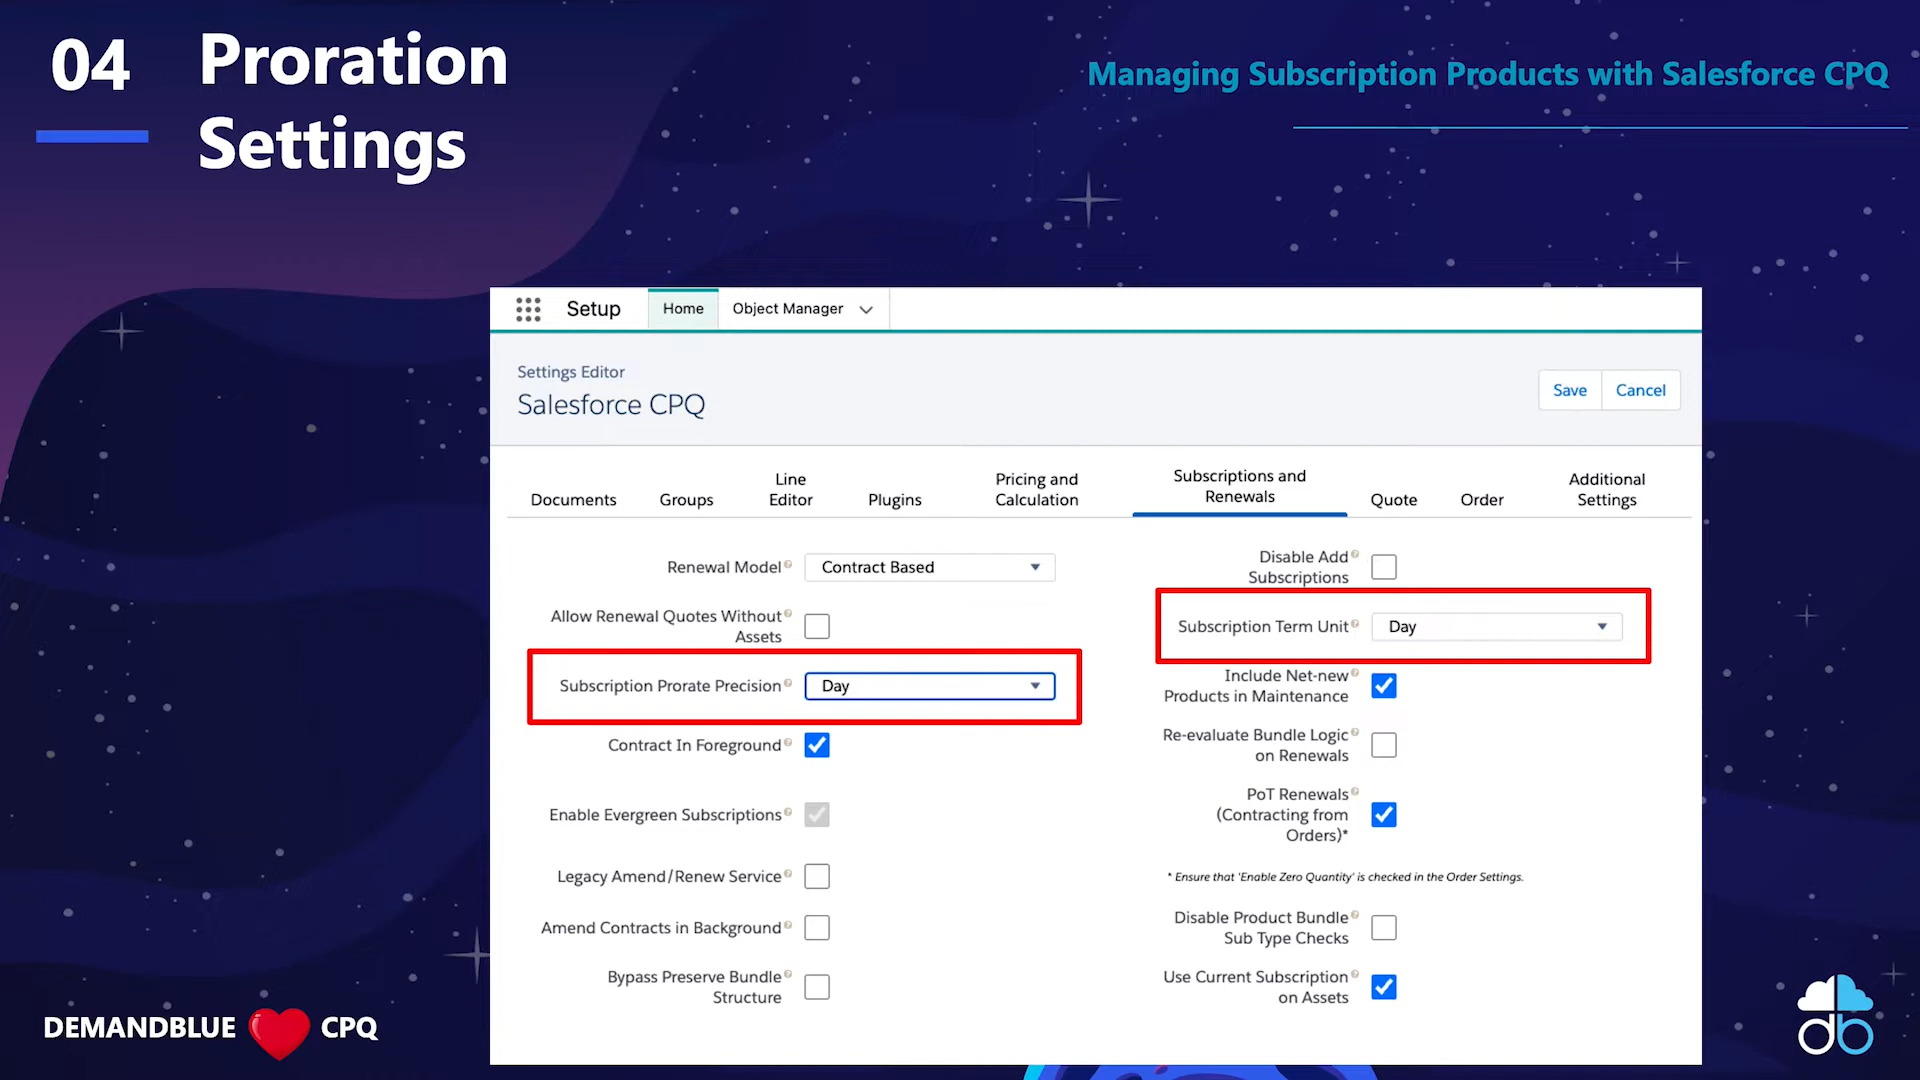 04
Proration
Settings
Managing Subscription Products with Salesforce CPQ
Setup
Home
Object Manager
Settings Editor
Salesforce CPQ
Save
Cancel
Documents
Groups
Line
Editor
Plugins
Pricing and
Calculation
Subscriptions and
Renewals
Quote
Order
Additional
Settings
Renewal Model
Contract Based
Allow Renewal Quotes Without
Assets
Subscription Prorate Precision
Day
Contract In Foreground
Enable Evergreen Subscriptions
Legacy Amend/Renew Service
Amend Contracts in Background
Bypass Preserve Bundle
Structure
Disable Add
Subscriptions
Subscription Term Unit
Day
Include Net-new
Products in Maintenance
Re-evaluate Bundle Logic
on Renewals
PoT Renewals
(Contracting from
Orders)*
* Ensure that 'Enable Zero Quantity' is checked in the Order Settings.
Disable Product Bundle
Sub Type Checks
Use Current Subscription
on Assets
DEMANDBLUE CPQ
db